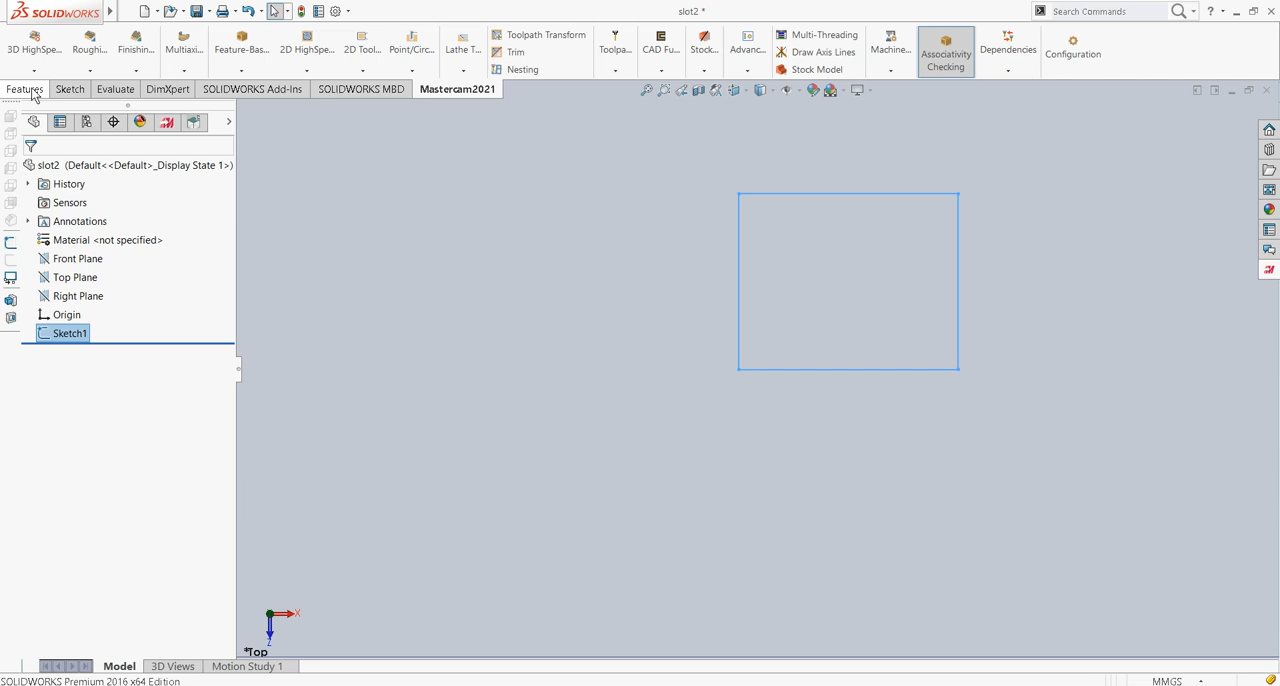 SOLIDWORKS
slot2 *
Search Commands
3D HighSpe...
Roughi...
Finishin...
Multiaxi...
Feature Bas...
2D HighSpe...
2D To...
Point/Circ...
Lathe T...
Toolpath Transform
Trim
Nesting
Toolpa...
CAD Fu...
Stock...
Advanc...
Multi-Threading
Draw Axis Lines
Stock Model
Machine...
Associativity
Checking
Dependencies
Configuration
Features
Sketch
Evaluate
DimXpert
SOLIDWORKS Add-Ins
SOLIDWORKS MBD
Mastercam2021
slot2 (Default<<Default>_Display State 1>)
History
Sensors
Annotations
Material <not specified>
Front Plane
Top Plane
Right Plane
Origin
Sketch1
X
Z
*Top
Model
3D Views
Motion Study 1
SOLIDWORKS Premium 2016 x64 Edition
MMGS